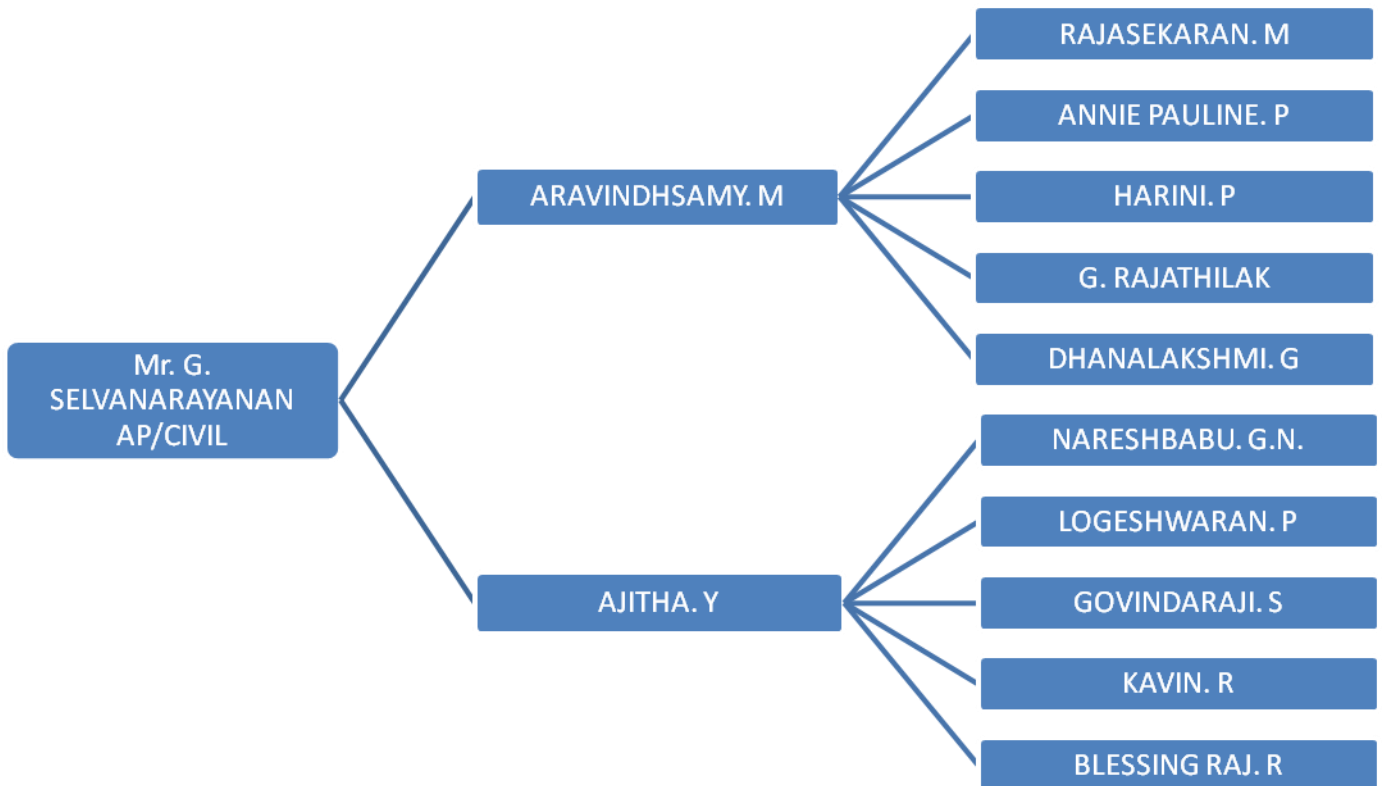 RAJASEKARAN. M
ANNIE PAULINE. P
ARAVINDHSAMY. M
HARINI. P
G. RAJATHILAK
Mr. G.
SELVANARAYANAN
AP/CIVIL
DHANALAKSHMI. G
NARESHBABU. G.N.
LOGESHWARAN. P
AJITHA. Y
GOVINDARAJI. S
KAVIN. R
BLESSING RAJ. R